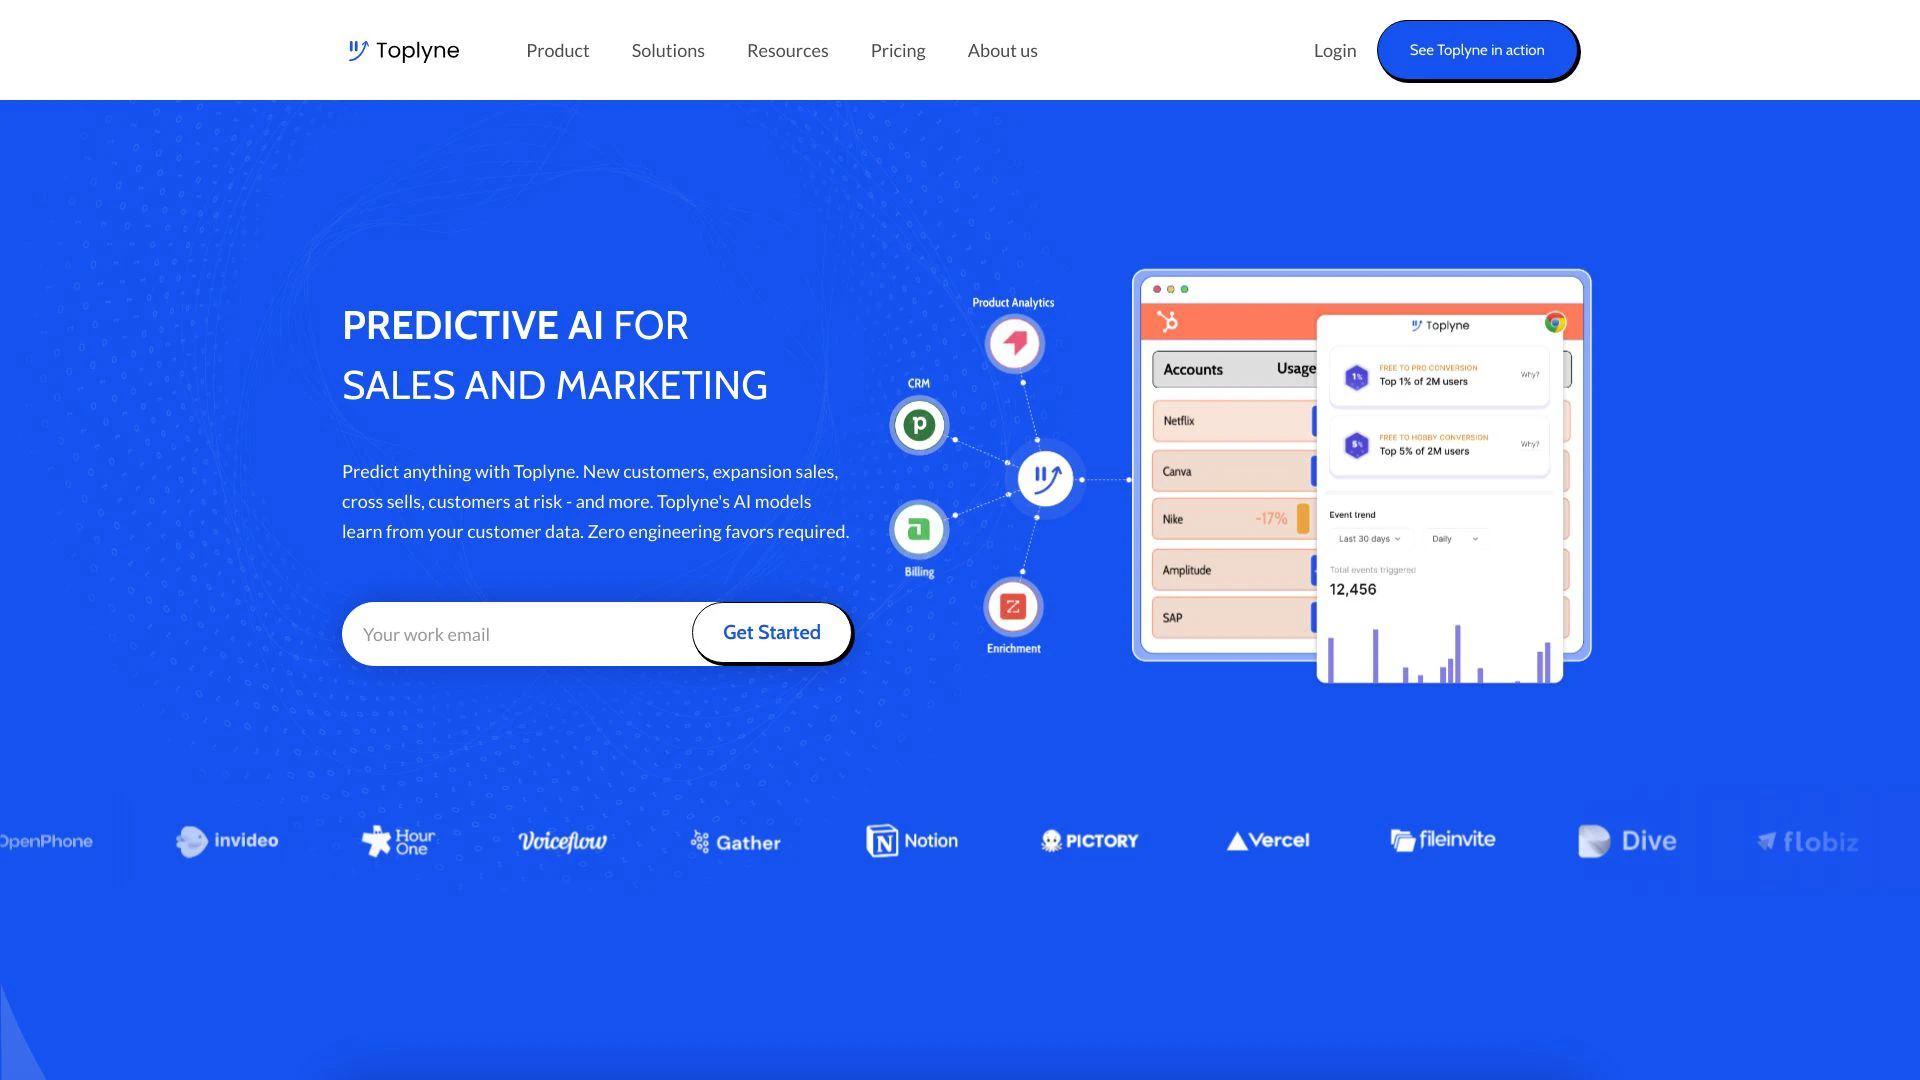 Toplyne
Product
Solutions
Resources
Pricing
About us
Login
See Toplyne in action
PREDICTIVE AI FOR
SALES AND MARKETING
Predict anything with Toplyne. New customers, expansion sales,
cross sells, customers at risk - and more. Toplyne's AI models
learn from your customer data. Zero engineering favors required.
Your work email
Get Started
Product Analytics
CRM
Billing
Enrichment
Accounts
Usage
Netflix
Canva
Nike
-17%
Amplitude
SAP
Toplyne
1%
FREE TO PRO CONVERSION
Top 1% of 2M users
Why?
5%
FREE TO HOBBY CONVERSION
Top 5% of 2M users
Why?
Event trend
Last 30 days
Daily
Total events triggered
12,456
OpenPhone
invideo
Hour
One
Voiceflow
Gather
Notion
PICTORY
Vercel
fileinvite
Dive
flobiz